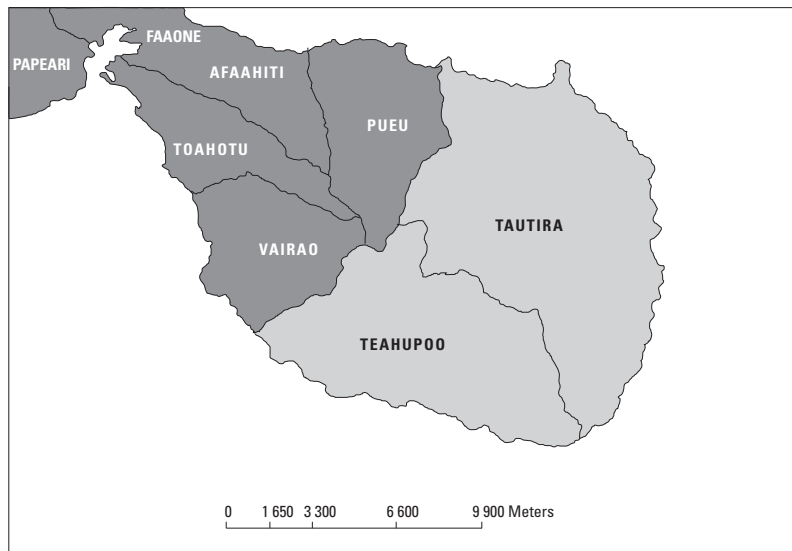 FAAONE
PAPEARI
AFAAHITI
PUEU
TOAHOTU
TAUTIRA
VAIRAO
TEAHUPOO
0 1 650 3 300 6 600 9 900 Meters